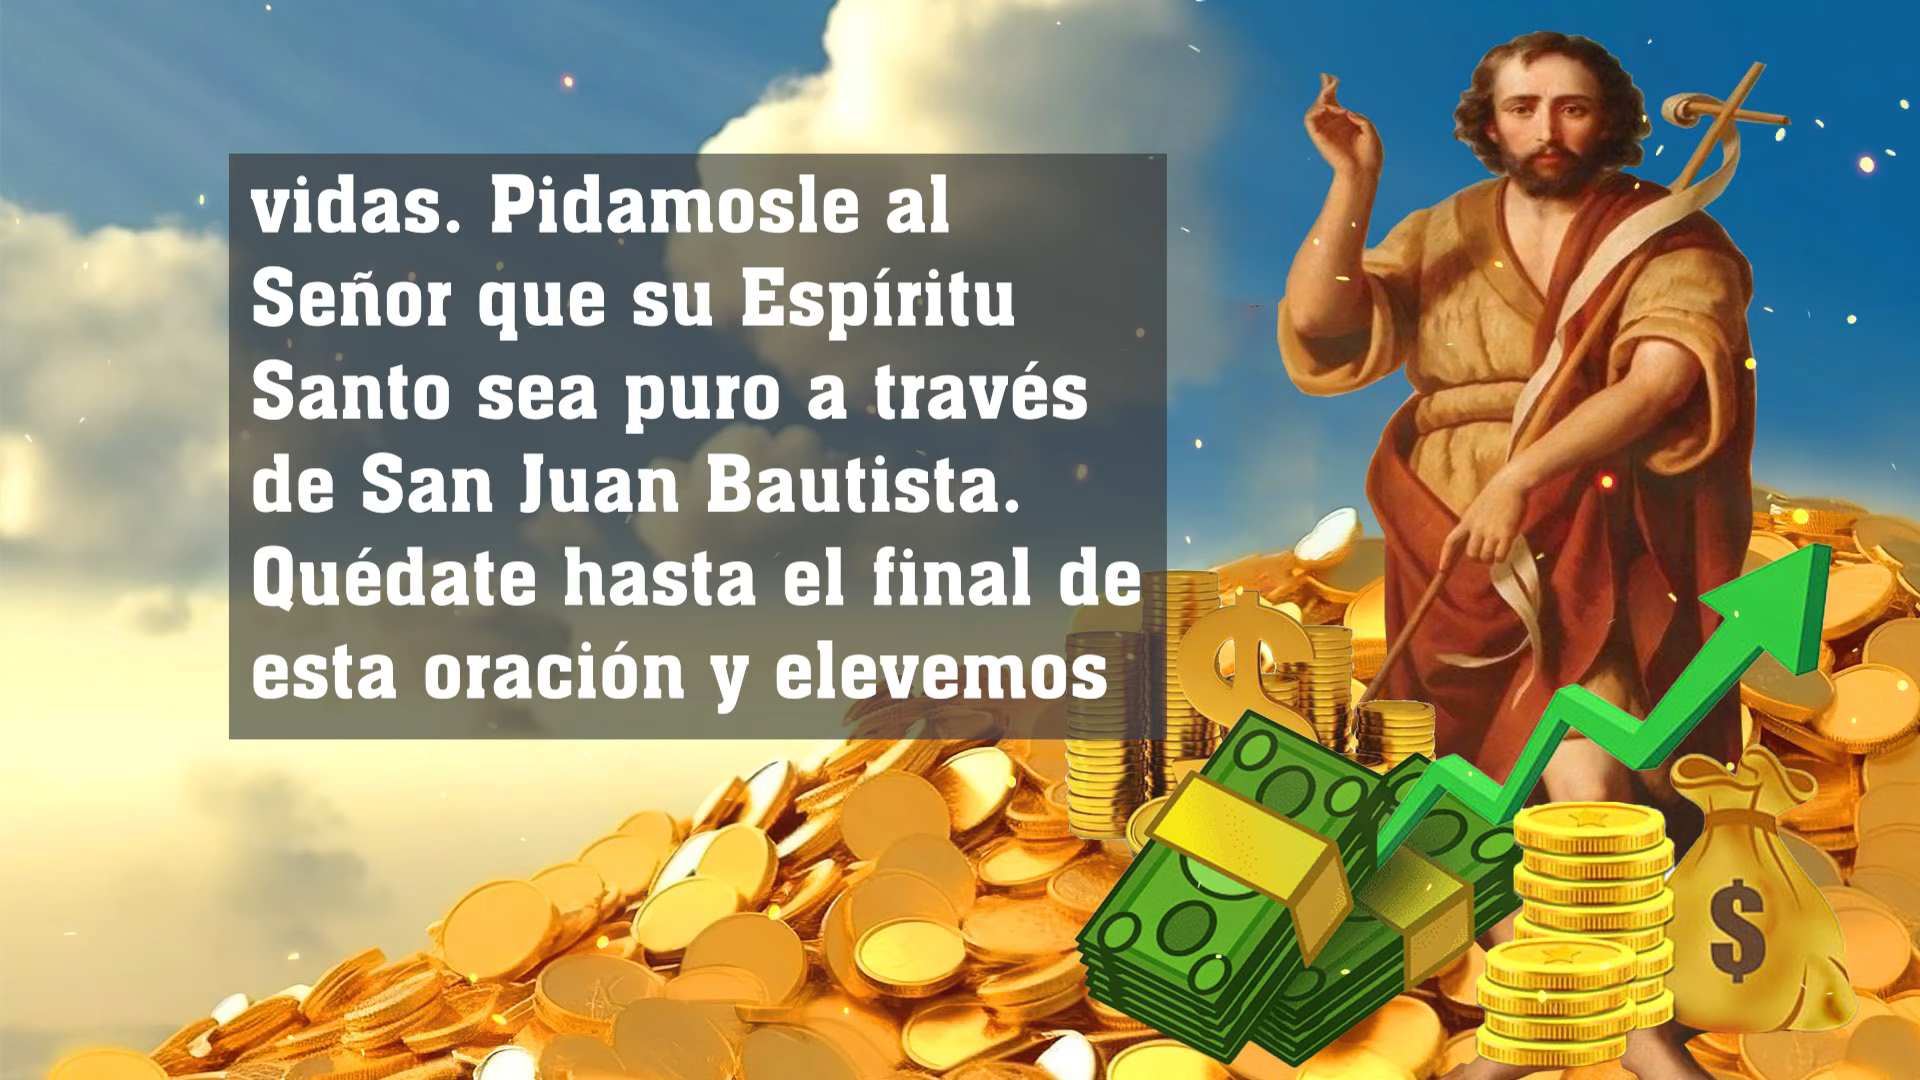 vidas. Pidamosle al
Señor que su Espíritu
Santo sea puro a través
de San Juan Bautista.
Quédate hasta el final de
esta oración y elevemos
$
$